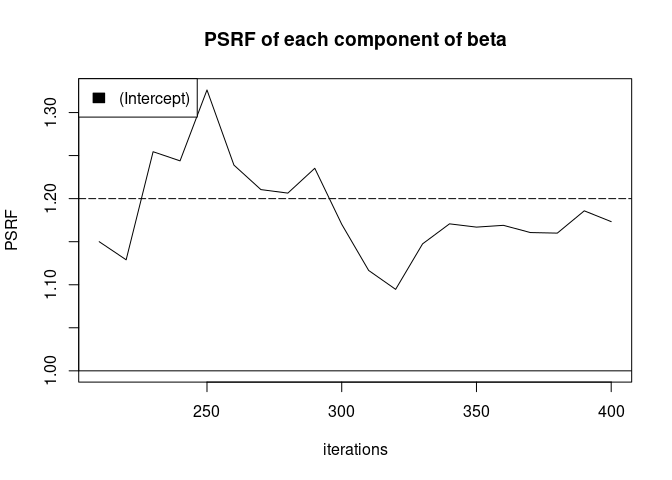 PSRF of each component of beta
(Intercept)
PSRF
1.30
1.20
1.10
1.00
250 300 350 400
iterations